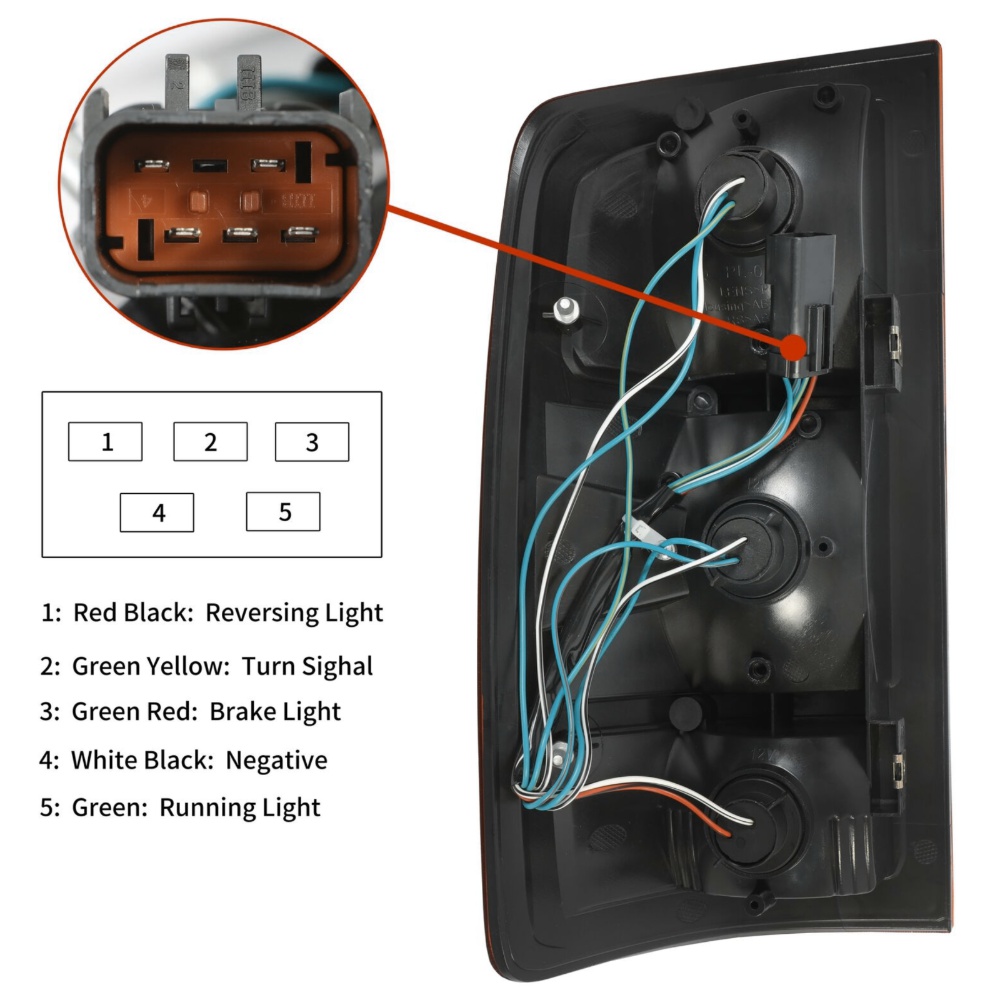 1
2
3
4
5
1: Red Black: Reversing Light
2: Green Yellow: Turn Sighal
3: Green Red: Brake Light
4: White Black: Negative
5: Green: Running Light